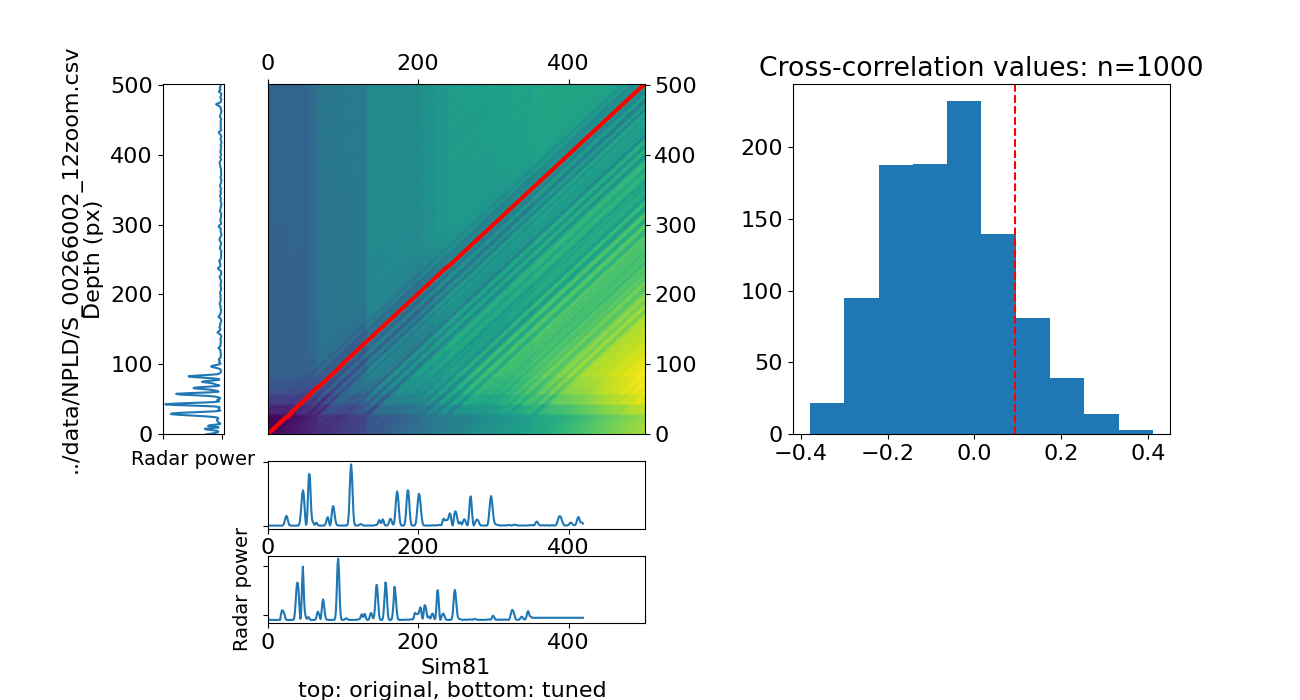 ../data/NPLD/S_00266002_12zoom.csv
Depth (px)
500
400
300
200
100
0
Radar power
0 200 400
500
400
300
200
100
0
0 200 400
Radar power
0 200 400
Sim81
top: original, bottom: tuned
Cross-correlation values: n=1000
200
150
100
50
0
−0.4 −0.2 0.0 0.2 0.4